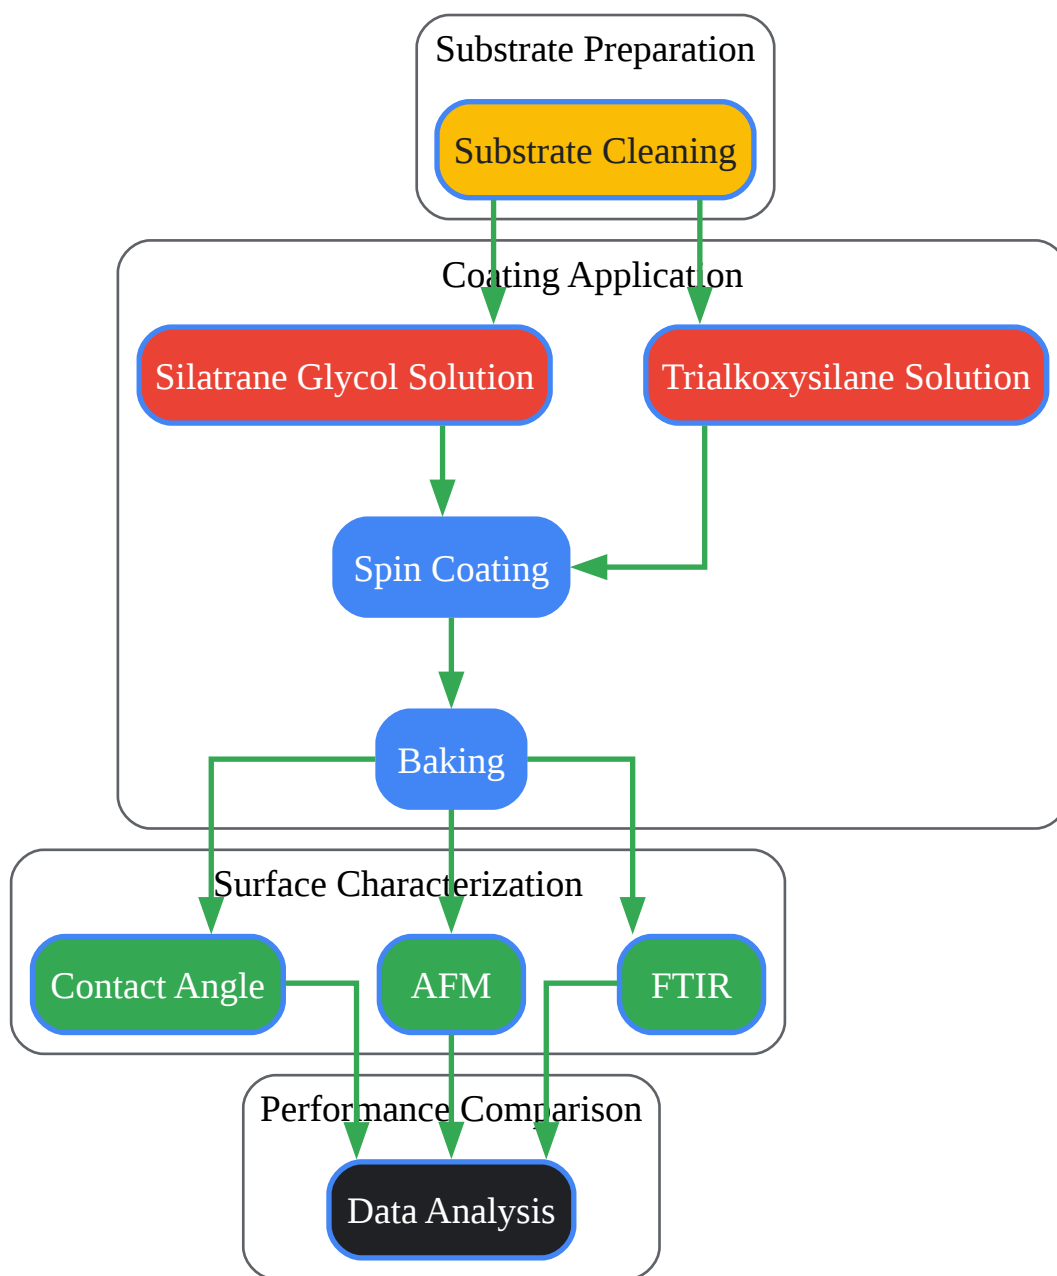 Substrate Preparation
Substrate Cleaning
Coating Application
Silatrane Glycol Solution
Trialkoxysilane Solution
Spin Coating
Baking
Surface Characterization
Contact Angle
AFM
FTIR
Performance Comparison
Data Analysis